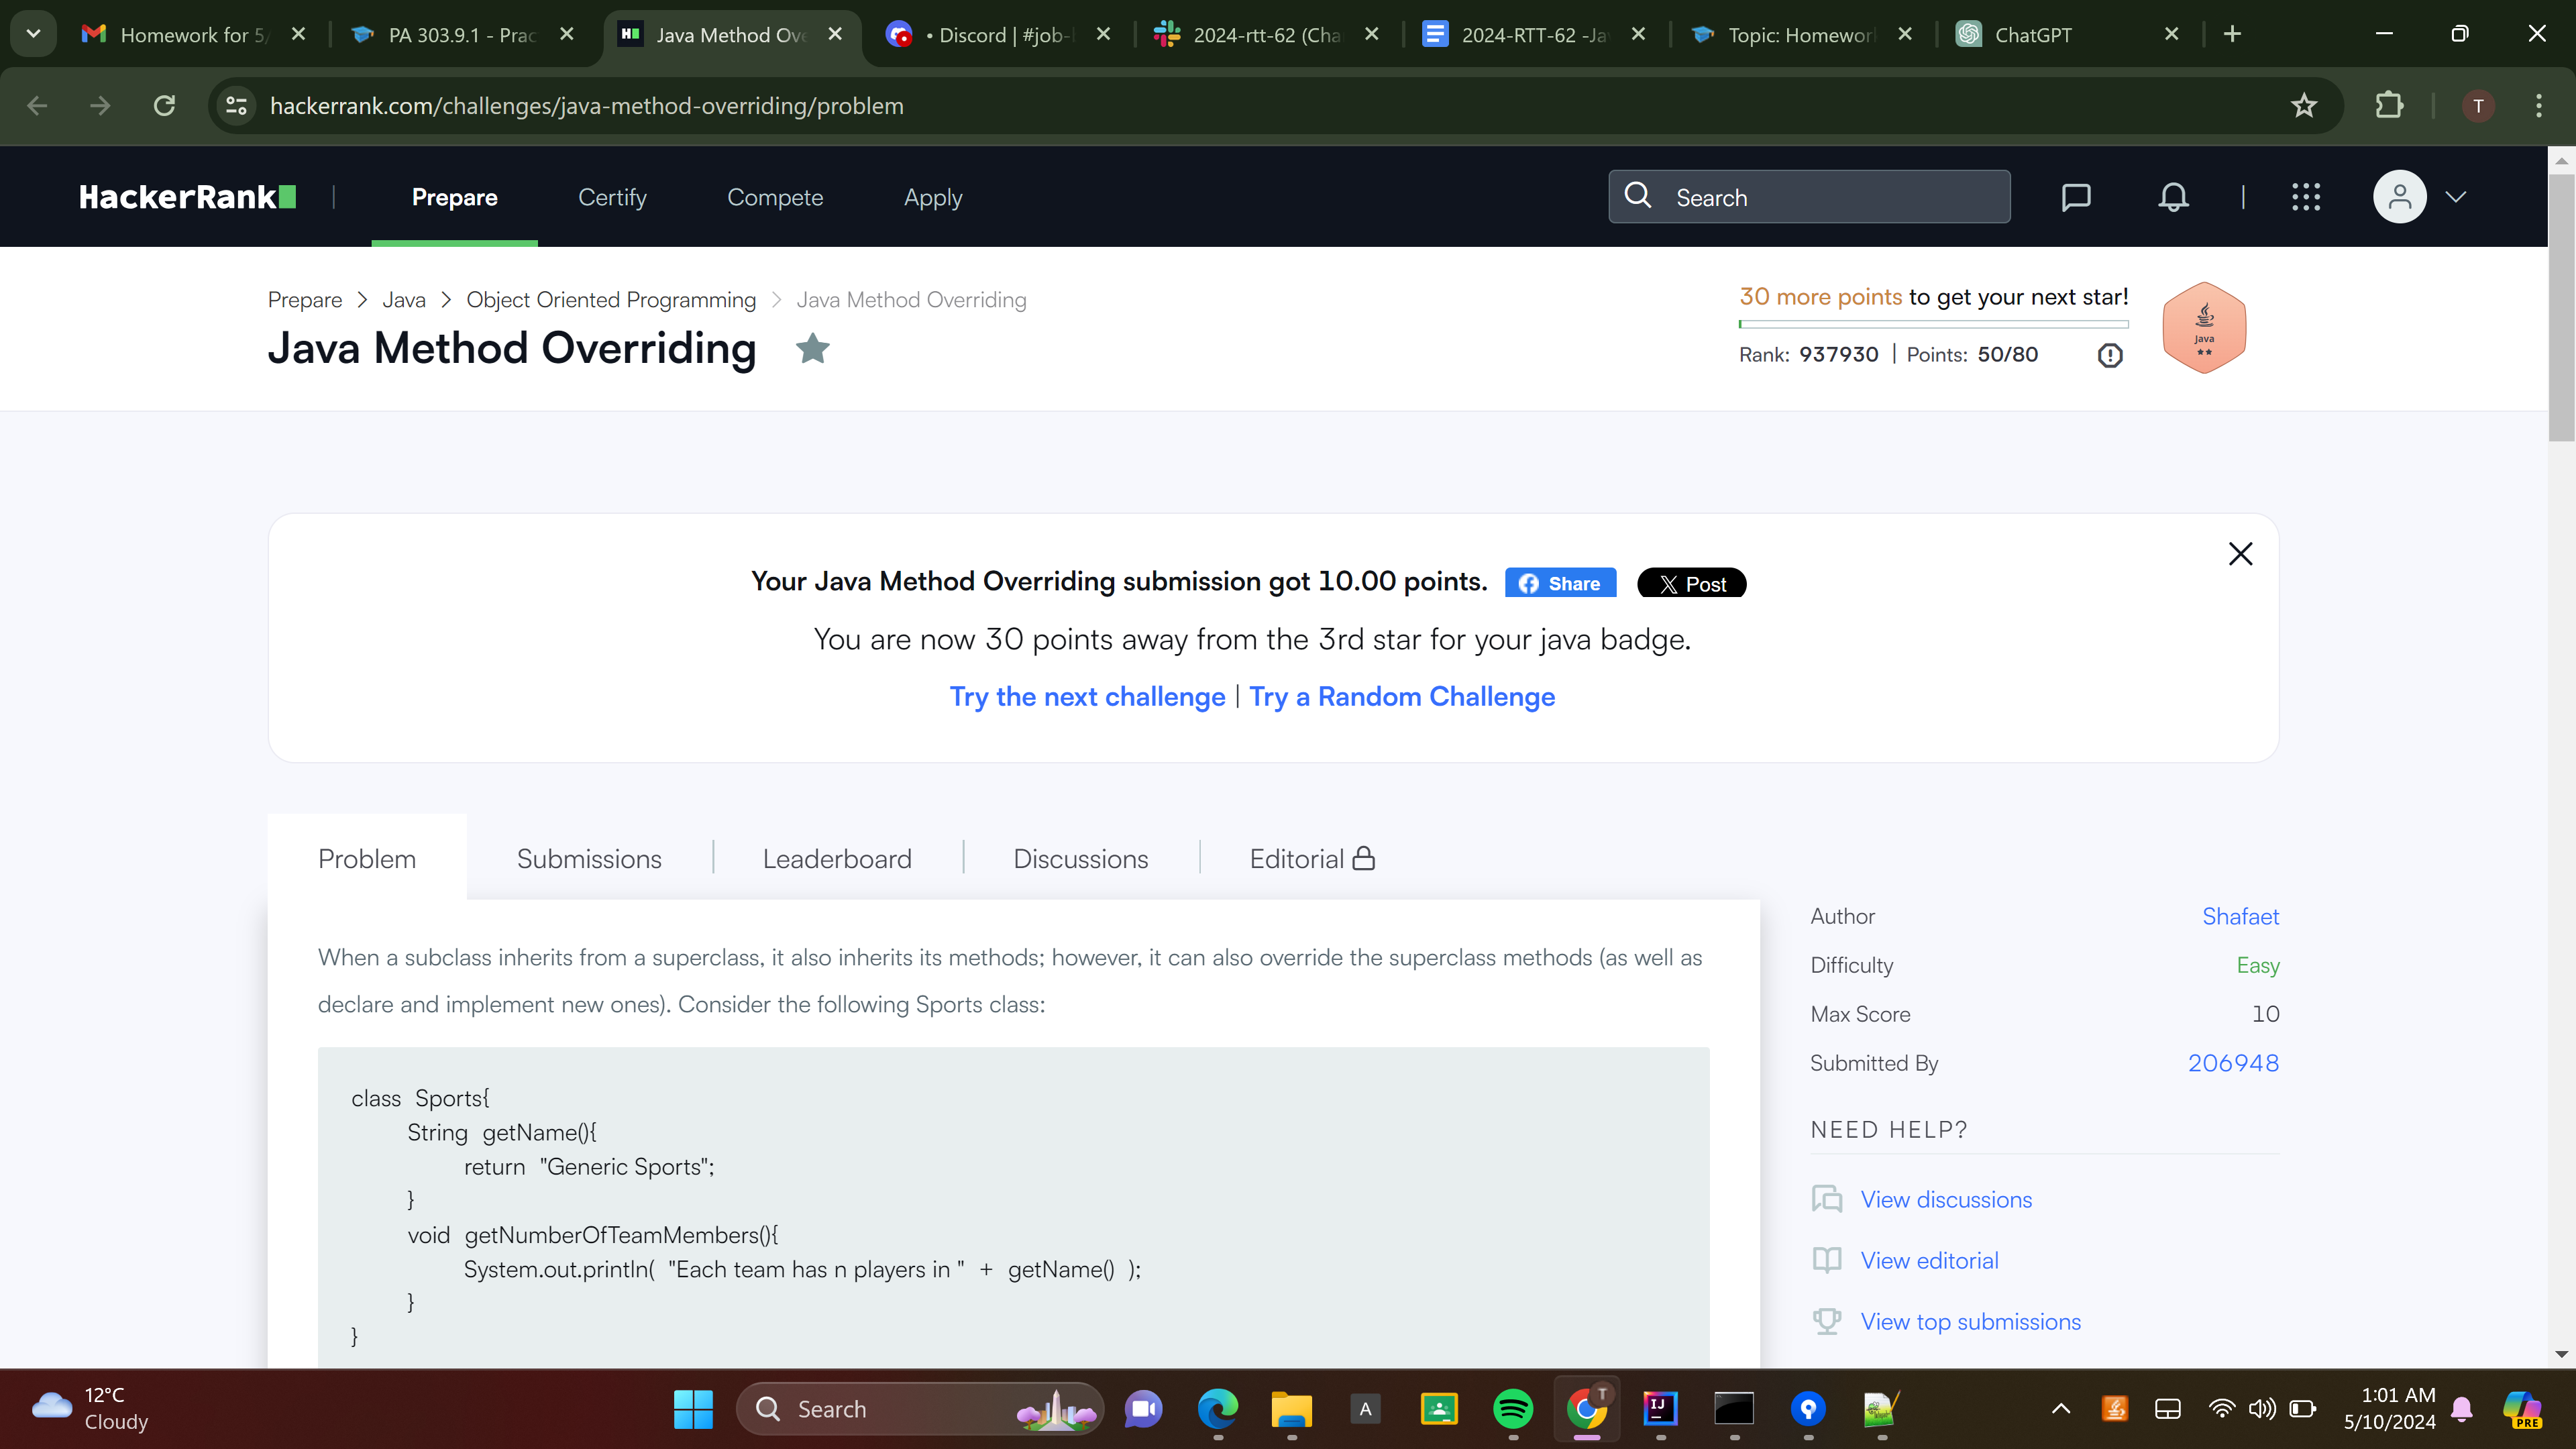 Homework for 5/
PA 303.9.1 - Prac
Java Method Ove
• Discord | #job-
2024-rtt-62 (Cha
2024-RTT-62 -Ja
Topic: Homewor
ChatGPT
hackerrank.com/challenges/java-method-overriding/problem
T
HackerRank
Prepare
Certify
Compete
Apply
Search
Prepare > Java > Object Oriented Programming > Java Method Overriding
Java Method Overriding
30 more points to get your next star!
Rank: 937930 | Points: 50/80
Java
Your Java Method Overriding submission got 10.00 points.
Share
X Post
You are now 30 points away from the 3rd star for your java badge.
Try the next challenge | Try a Random Challenge
Problem
Submissions
Leaderboard
Discussions
Editorial
When a subclass inherits from a superclass, it also inherits its methods; however, it can also override the superclass methods (as well as
declare and implement new ones). Consider the following Sports class:
class Sports{
String getName(){
return "Generic Sports";
}
void getNumberOfTeamMembers(){
System.out.println( "Each team has n players in " + getName() );
}
}
Author Shafaet
Difficulty Easy
Max Score 10
Submitted By 206948
NEED HELP?
View discussions
View editorial
View top submissions
12°C
Cloudy
Search
A
T
IJ
1:01 AM
5/10/2024
PRE